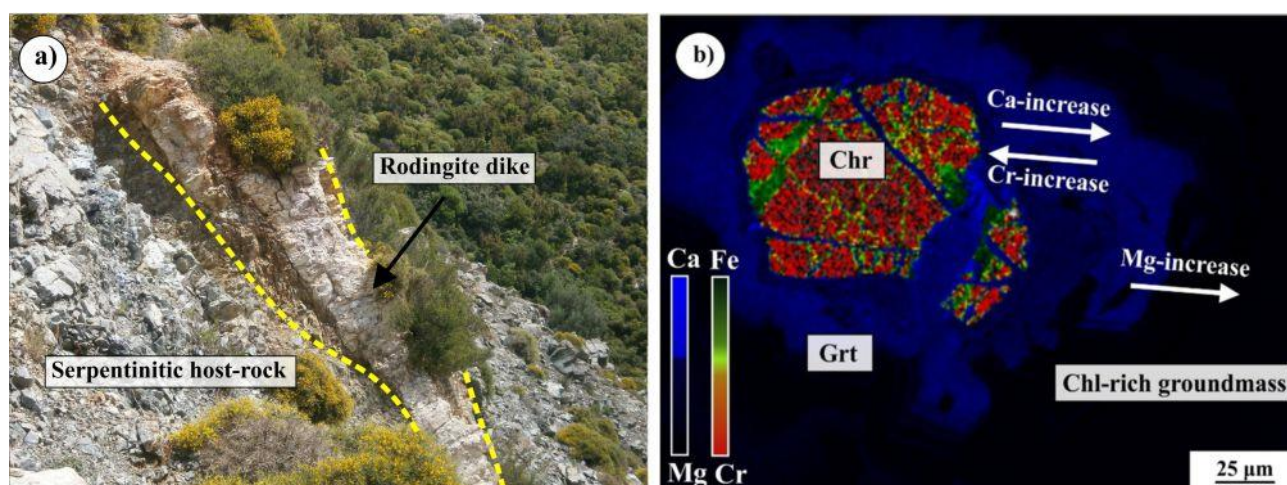 a)
Rodingite dike
Serpentinitic host-rock
b)
Ca-increase
Chr
Cr-increase
Mg-increase
Ca Fe
Grt
Chl-rich groundmass
Mg Cr
25 µm